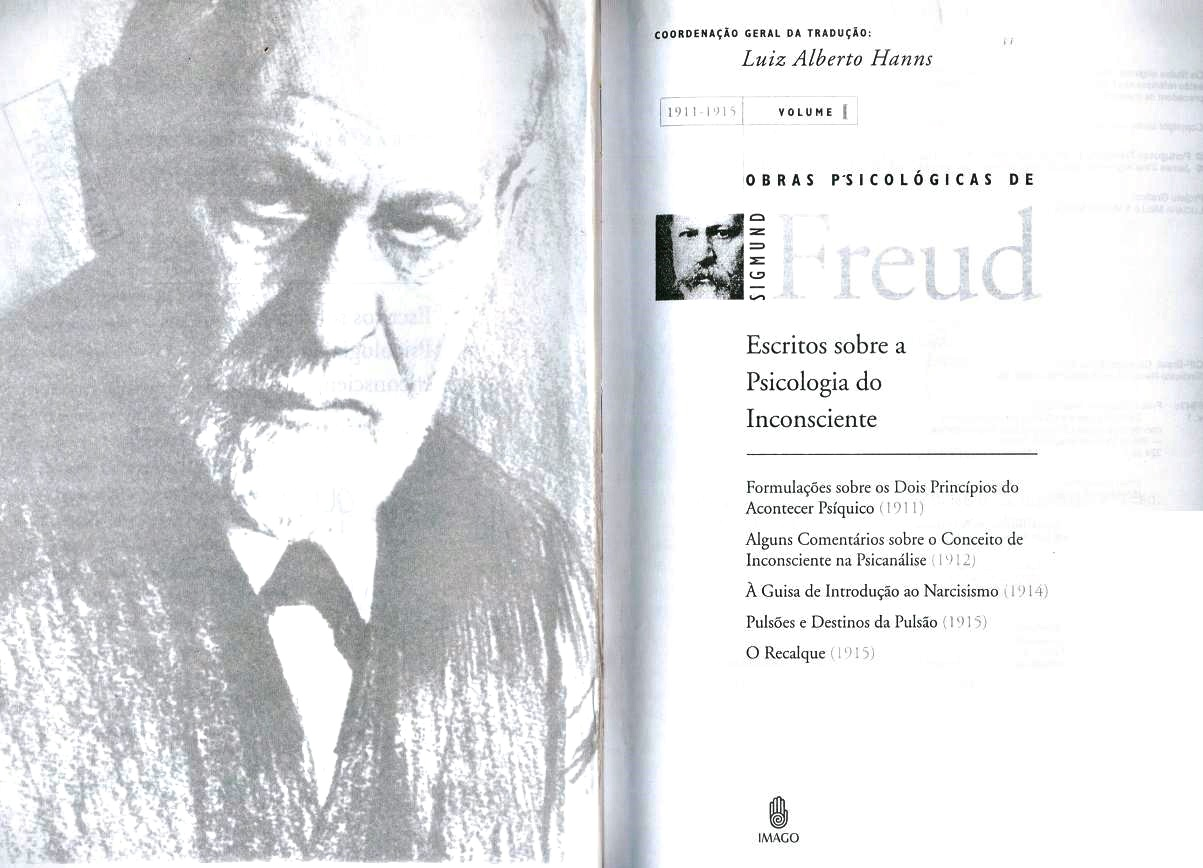 COORDENAÇÃO GERAL DA TRADUÇÃO:
Luiz Alberto Hanns
1911-1915 VOLUME 1
OBRAS PSICOLÓGICAS DE
SIGMUND
Freud
Escritos sobre a
Psicologia do
Inconsciente
Formulações sobre os Dois Princípios do
Acontecer Psíquico (1911)
Alguns Comentários sobre o Conceito de
Inconsciente na Psicanálise (1912)
À Guisa de Introdução ao Narcisismo (1914)
Pulsões e Destinos da Pulsão (1915)
O Recalque (1915)
IMAGO